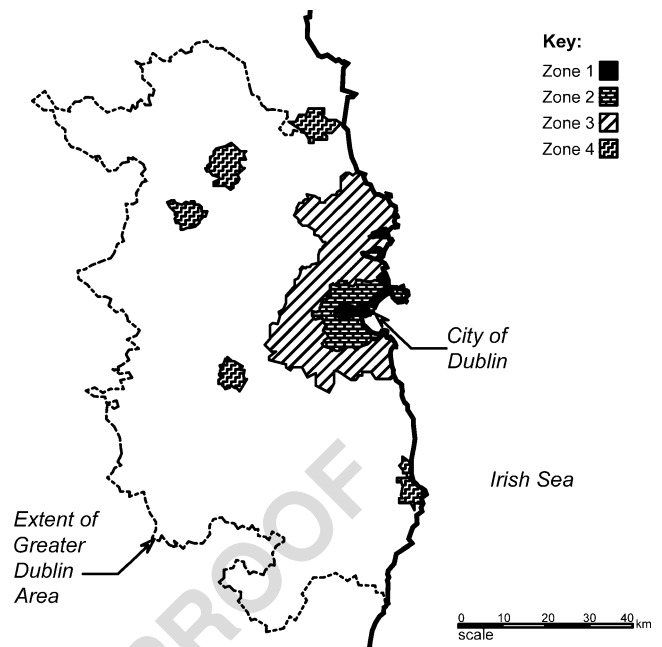 Key:
Zone 1
Zone 2
Zone 3
Zone 4
City of
Dublin
Irish Sea
Extent of
Greater
Dublin
Area
PROOF
0 10 20 30 40 km
scale